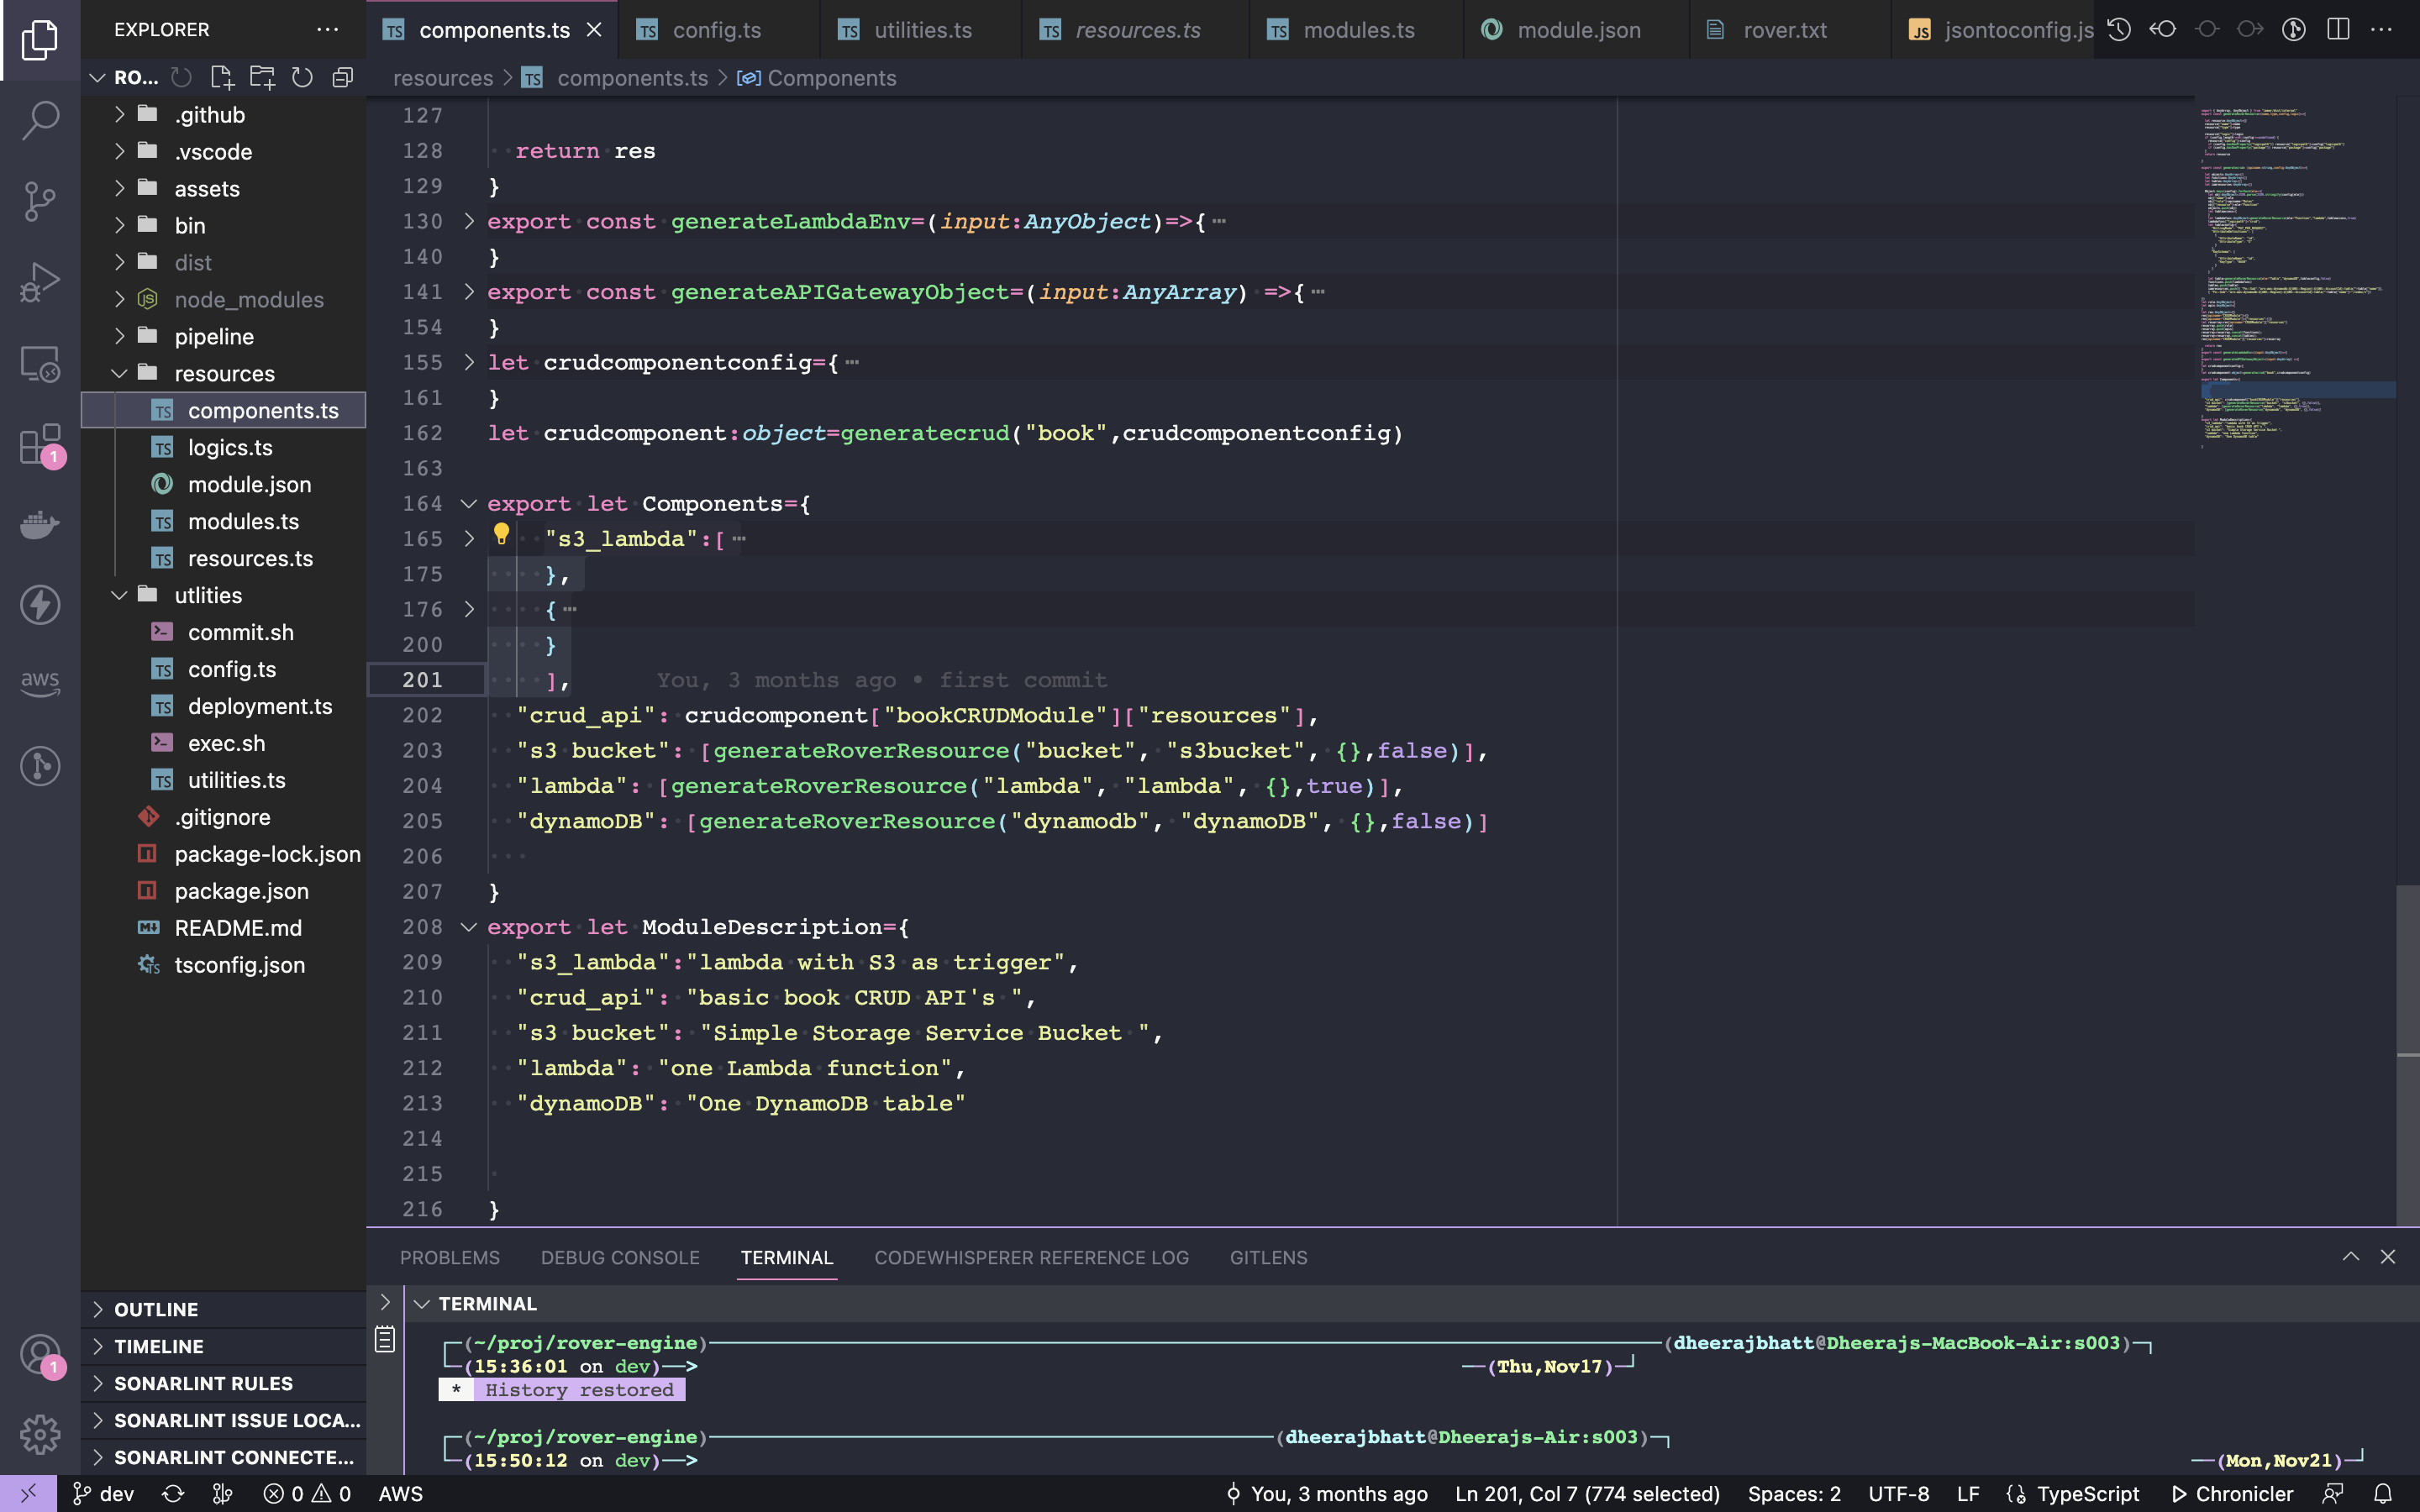 EXPLORER
components.ts
config.ts
utilities.ts
resources.ts
modules.ts
module.json
rover.txt
jsontoconfig.js
RO...
resources > components.ts > Components
.github
.vscode
assets
bin
dist
node_modules
pipeline
resources
components.ts
logics.ts
module.json
modules.ts
resources.ts
utlities
commit.sh
config.ts
deployment.ts
exec.sh
utilities.ts
.gitignore
package-lock.json
package.json
README.md
tsconfig.json
OUTLINE
TIMELINE
SONARLINT RULES
SONARLINT ISSUE LOCA...
SONARLINT CONNECTE...
aws
1
1
127
128 return res
129 }
130 export const generateLambdaEnv=(input:AnyObject)=>{
140 }
141 export const generateAPIGatewayObject=(input:AnyArray) =>{
154 }
155 let crudcomponentconfig={
161 }
162 let crudcomponent:object=generatecrud("book",crudcomponentconfig)
163
164 export let Components={
165 "s3_lambda":[
175 },
176 {
200 }
201 ], You, 3 months ago • first commit
202 "crud_api": crudcomponent["bookCRUDModule"]["resources"],
203 "s3 bucket": [generateRoverResource("bucket", "s3bucket", {},false)],
204 "lambda": [generateRoverResource("lambda", "lambda", {},true)],
205 "dynamoDB": [generateRoverResource("dynamodb", "dynamoDB", {},false)]
206
207 }
208 export let ModuleDescription={
209 "s3_lambda":"lambda with S3 as trigger",
210 "crud_api": "basic book CRUD API's ",
211 "s3 bucket": "Simple Storage Service Bucket ",
212 "lambda": "one Lambda function",
213 "dynamoDB": "One DynamoDB table"
214
215
216 }
PROBLEMS DEBUG CONSOLE TERMINAL CODEWHISPERER REFERENCE LOG GITLENS
TERMINAL
(~/proj/rover-engine) (dheerajbhatt@Dheerajs-MacBook-Air:s003)
(15:36:01 on dev)—> (Thu,Nov17)
* History restored
(~/proj/rover-engine) (dheerajbhatt@Dheerajs-Air:s003)
(15:50:12 on dev)—> (Mon,Nov21)
dev 0 0 AWS You, 3 months ago Ln 201, Col 7 (774 selected) Spaces: 2 UTF-8 LF TypeScript Chronicler